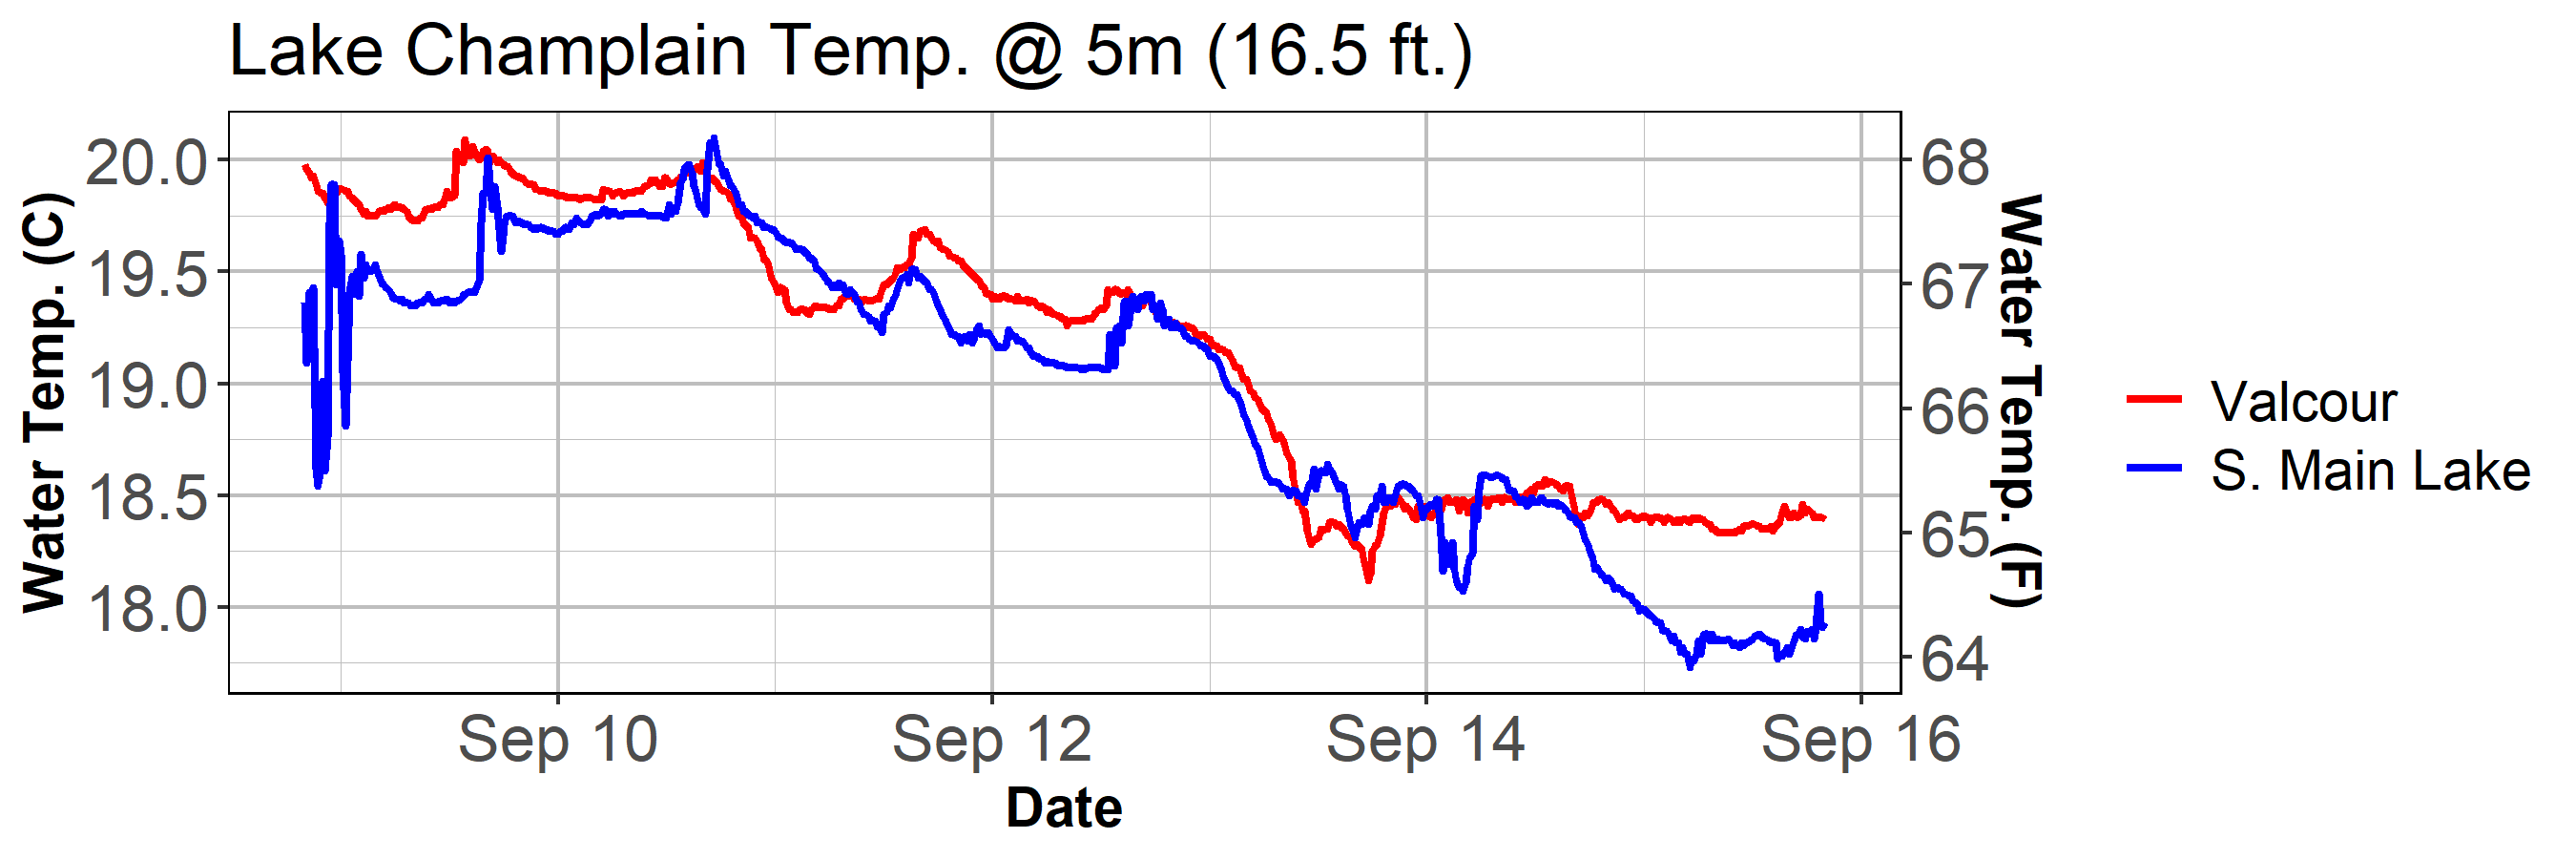 Lake Champlain Temp. @ 5m (16.5 ft.)
Water Temp. (C)
20.0
19.5
19.0
18.5
18.0
68
67
66
65
64
Water Temp. (F)
Sep 10
Sep 12
Sep 14
Sep 16
Date
Valcour
S. Main Lake